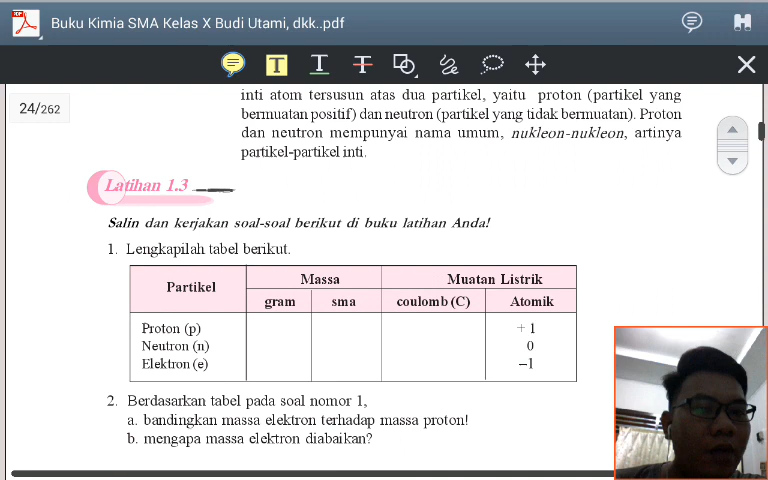 Buku Kimia SMA Kelas X Budi Utami, dkk..pdf
T T T
24/262
inti atom tersusun atas dua partikel, yaitu proton (partikel yang
bermuatan positif) dan neutron (partikel yang tidak bermuatan). Proton
dan neutron mempunyai nama umum, nukleon-nukleon, artinya
partikel-partikel inti.
Latihan 1.3
Salin dan kerjakan soal-soal berikut di buku latihan Anda!
1. Lengkapilah tabel berikut.
Partikel Massa Muatan Listrik
gram sma coulomb (C) Atomik
Proton (p) + 1
Neutron (n) 0
Elektron (e) –1
2. Berdasarkan tabel pada soal nomor 1,
a. bandingkan massa elektron terhadap massa proton!
b. mengapa massa elektron diabaikan?